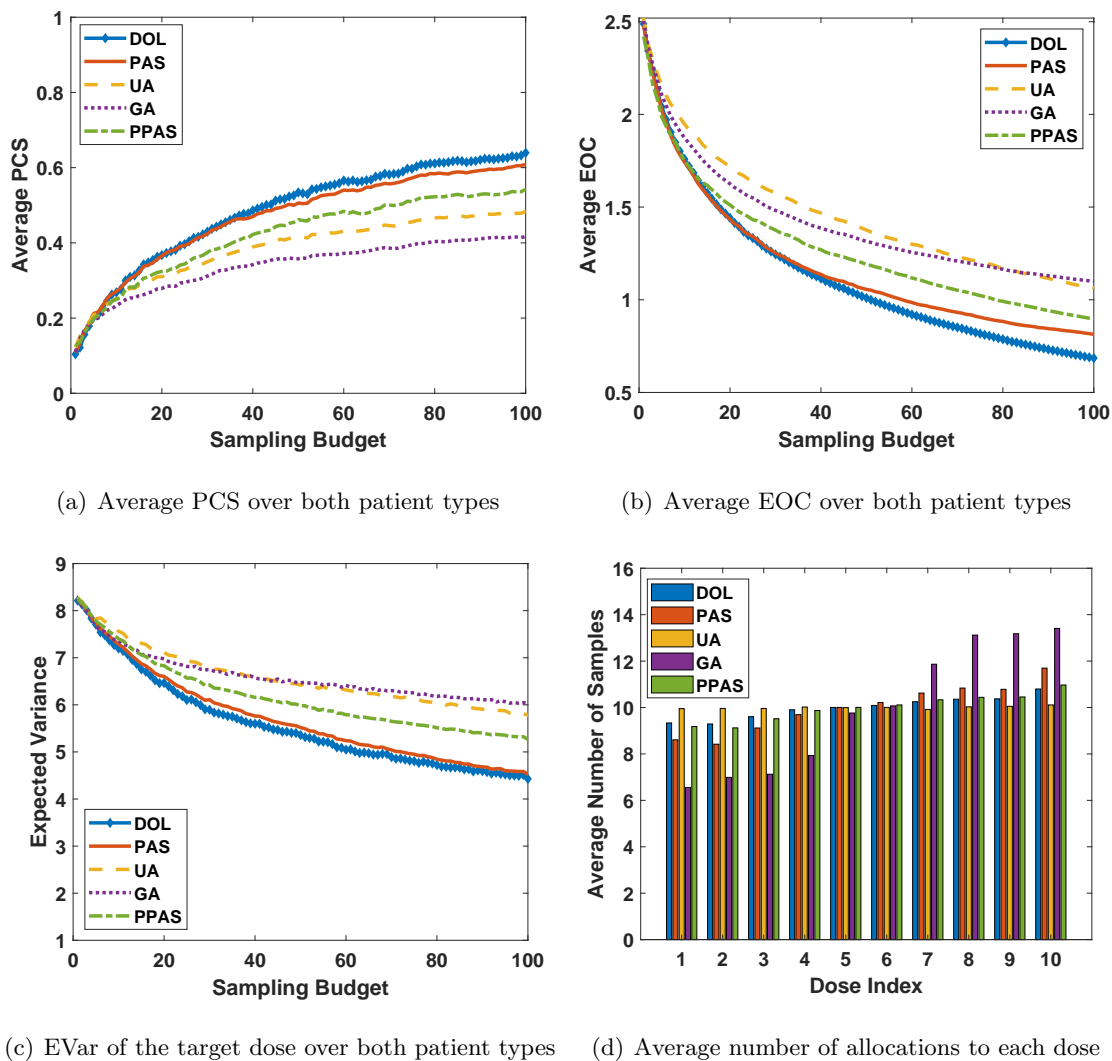 1
0.8
0.6
0.4
0.2
0
Average PCS
DOL
PAS
UA
GA
PPAS
0 20 40 60 80 100
Sampling Budget
(a) Average PCS over both patient types
2.5
2
1.5
1
0.5
Average EOC
DOL
PAS
UA
GA
PPAS
0 20 40 60 80 100
Sampling Budget
(b) Average EOC over both patient types
9
8
7
6
5
4
3
2
1
Expected Variance
DOL
PAS
UA
GA
PPAS
0 20 40 60 80 100
Sampling Budget
(c) EVar of the target dose over both patient types
16
14
12
10
8
6
4
2
0
Average Number of Samples
DOL
PAS
UA
GA
PPAS
1 2 3 4 5 6 7 8 9 10
Dose Index
(d) Average number of allocations to each dose